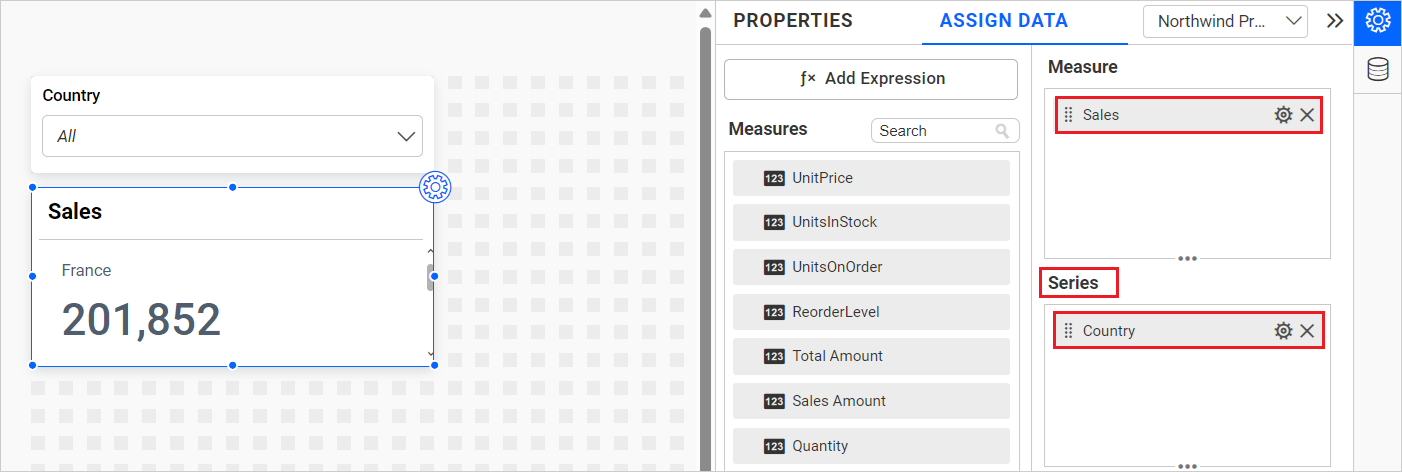 Country
All
Sales
France
201,852
PROPERTIES
ASSIGN DATA
Northwind Pr...
Add Expression
Measures
Search
123 UnitPrice
123 UnitsInStock
123 UnitsOnOrder
123 ReorderLevel
123 Total Amount
123 Sales Amount
123 Quantity
Measure
Sales
Series
Country